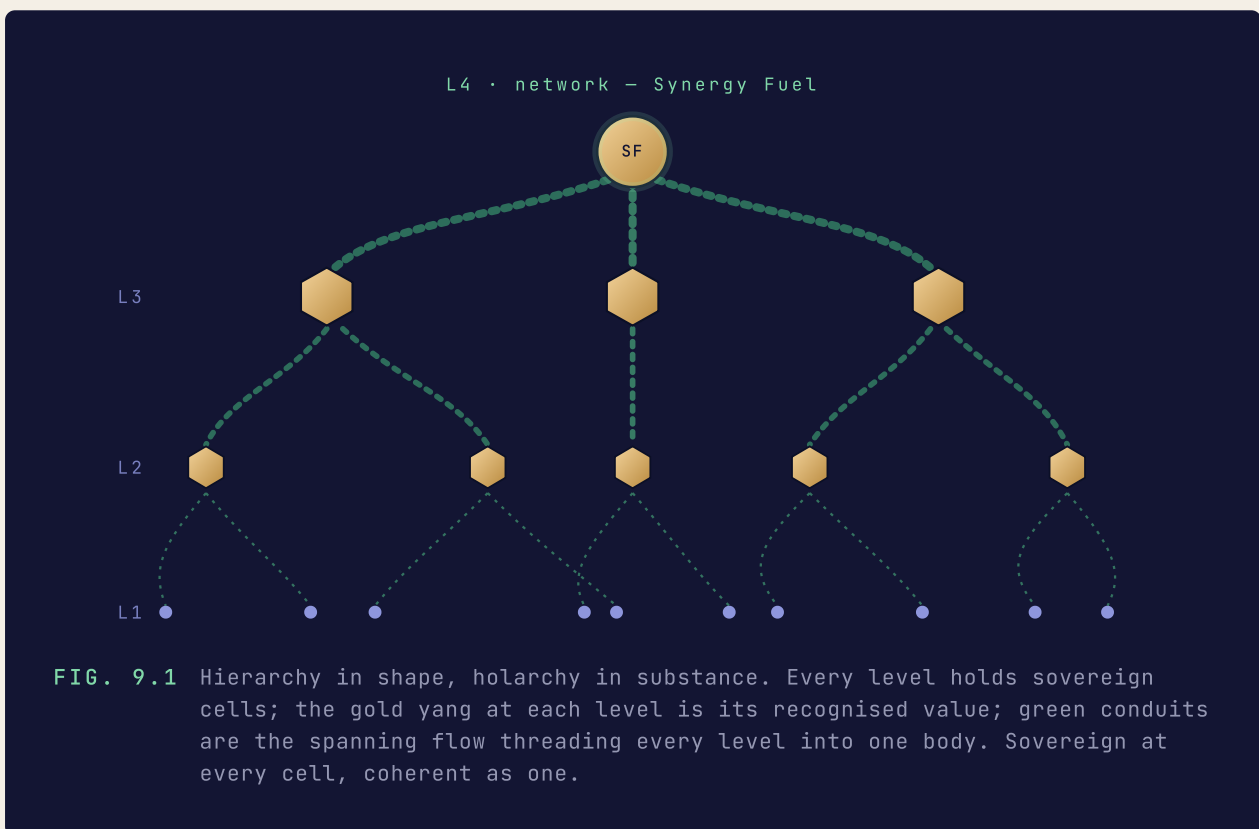 L4 · network — Synergy Fuel
SF
L3
L2
L1
FIG. 9.1 Hierarchy in shape, holarchy in substance. Every level holds sovereign
cells; the gold yang at each level is its recognised value; green conduits
are the spanning flow threading every level into one body. Sovereign at
every cell, coherent as one.